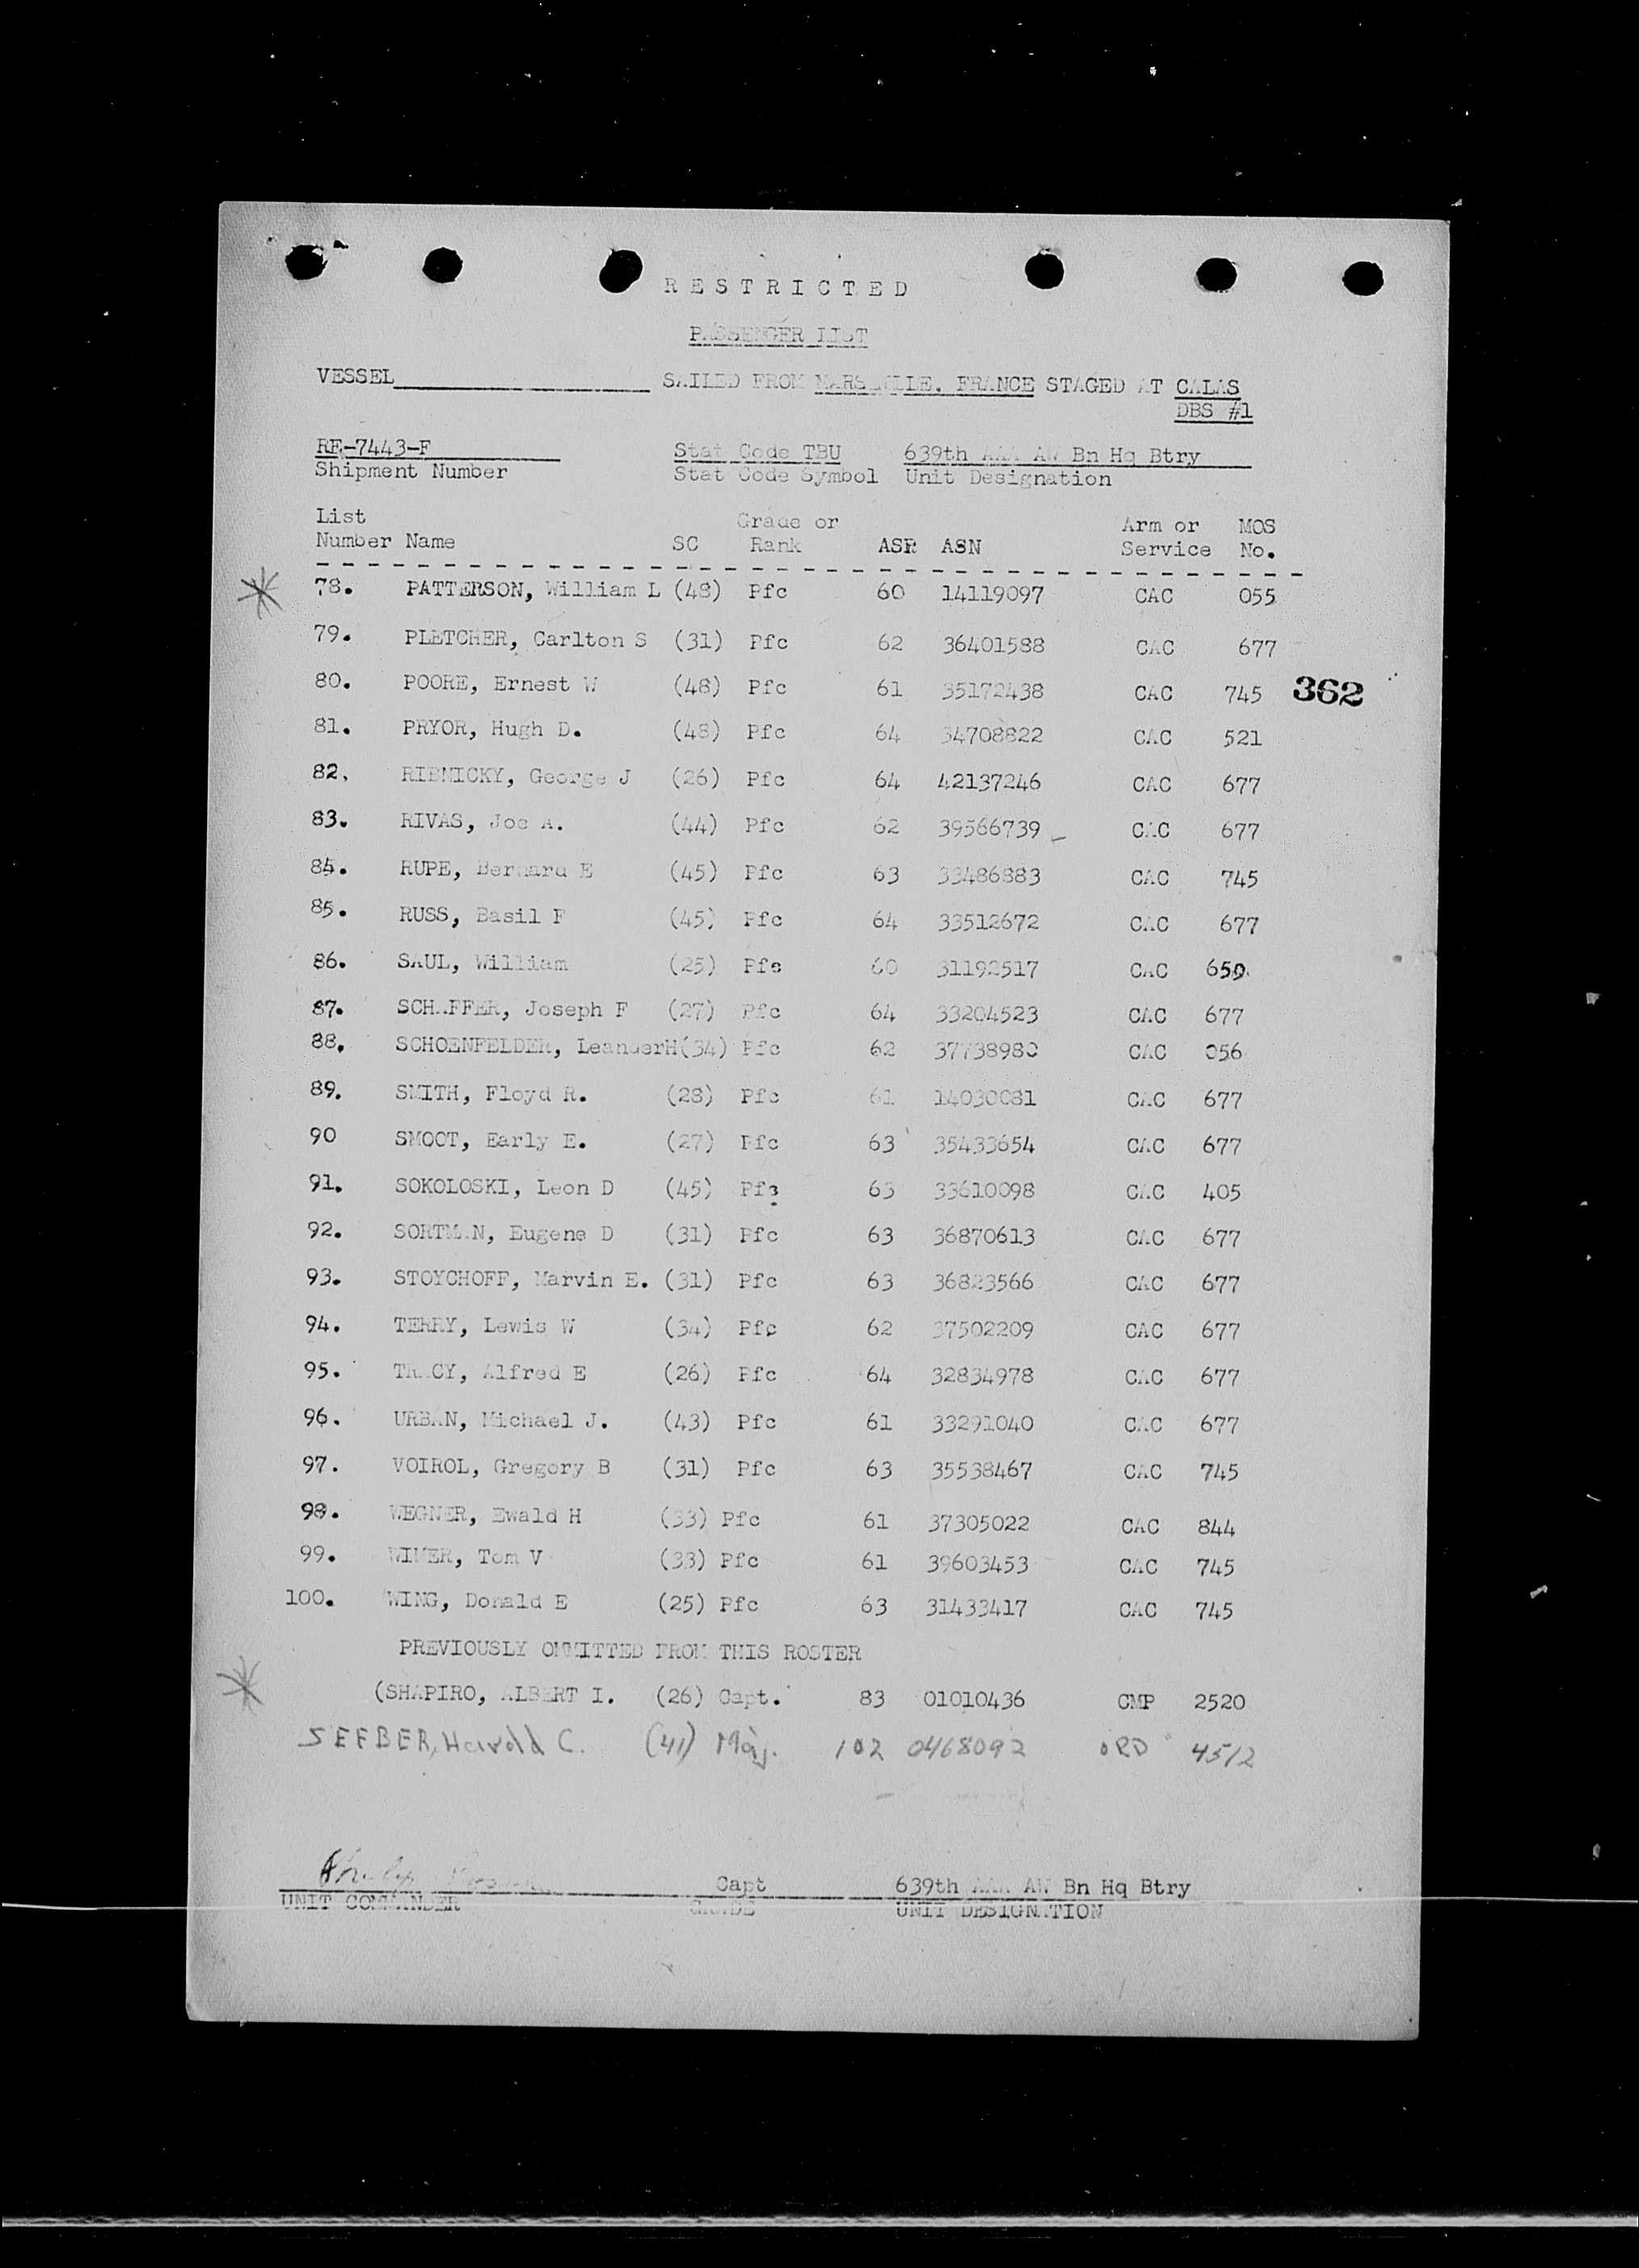 RESTRICTED
PASSENGER LIST
VESSEL SAILED FROM MARSEILLE, FRANCE STAGED AT CALAS
DBS #1
RE-7443-F Stat Code TBU 639th AAA AW Bn Hq Btry
Shipment Number Stat Code Symbol Unit Designation
List Grade or Arm or MOS
Number Name SC Rank ASR ASN Service No.
78. PATTERSON, William L (48) Pfc 60 14119097 CAC 055
79. PLETCHER, Carlton S (31) Pfc 62 36401588 CAC 677
80. POORE, Ernest W (48) Pfc 61 35172438 CAC 745 362
81. PRYOR, Hugh D. (48) Pfc 64 34708822 CAC 521
82. RIBNICKY, George J (26) Pfc 64 42137246 CAC 677
83. RIVAS, Joe A. (44) Pfc 62 39566739 CAC 677
84. RUPE, Bernard E (45) Pfc 63 33486883 CAC 745
85. RUSS, Basil F (45) Pfc 64 33512672 CAC 677
86. SAUL, William (25) Pfc 60 31192517 CAC 650
87. SCHAFFER, Joseph F (27) Pfc 64 33204523 CAC 677
88. SCHOENFELDER, LeanderH(34) Pfc 62 37738980 CAC 056
89. SMITH, Floyd R. (28) Pfc 61 14030081 CAC 677
90 SMOOT, Early E. (27) Pfc 63 35433654 CAC 677
91. SOKOLOSKI, Leon D (45) Pfc 63 33610098 CAC 405
92. SORTMAN, Eugene D (31) Pfc 63 36870613 CAC 677
93. STOYCHOFF, Marvin E. (31) Pfc 63 36823566 CAC 677
94. TERRY, Lewis W (34) Pfc 62 37502209 CAC 677
95. TRACY, Alfred E (26) Pfc 64 32834978 CAC 677
96. URBAN, Michael J. (43) Pfc 61 33291040 CAC 677
97. VOIROL, Gregory B (31) Pfc 63 35538467 CAC 745
98. WEGNER, Ewald H (33) Pfc 61 37305022 CAC 844
99. WIMER, Tom V (33) Pfc 61 39603453 CAC 745
100. WING, Donald E (25) Pfc 63 31433417 CAC 745
PREVIOUSLY OMMITTED FROM THIS ROSTER
(SHAPIRO, ALBERT I. (26) Capt. 83 01010436 CMP 2520
SEEBER, Harold C. (41) Maj. 102 0468092 ORD 4512
Capt 639th AAA AW Bn Hq Btry
UNIT COMMANDER GRADE UNIT DESIGNATION